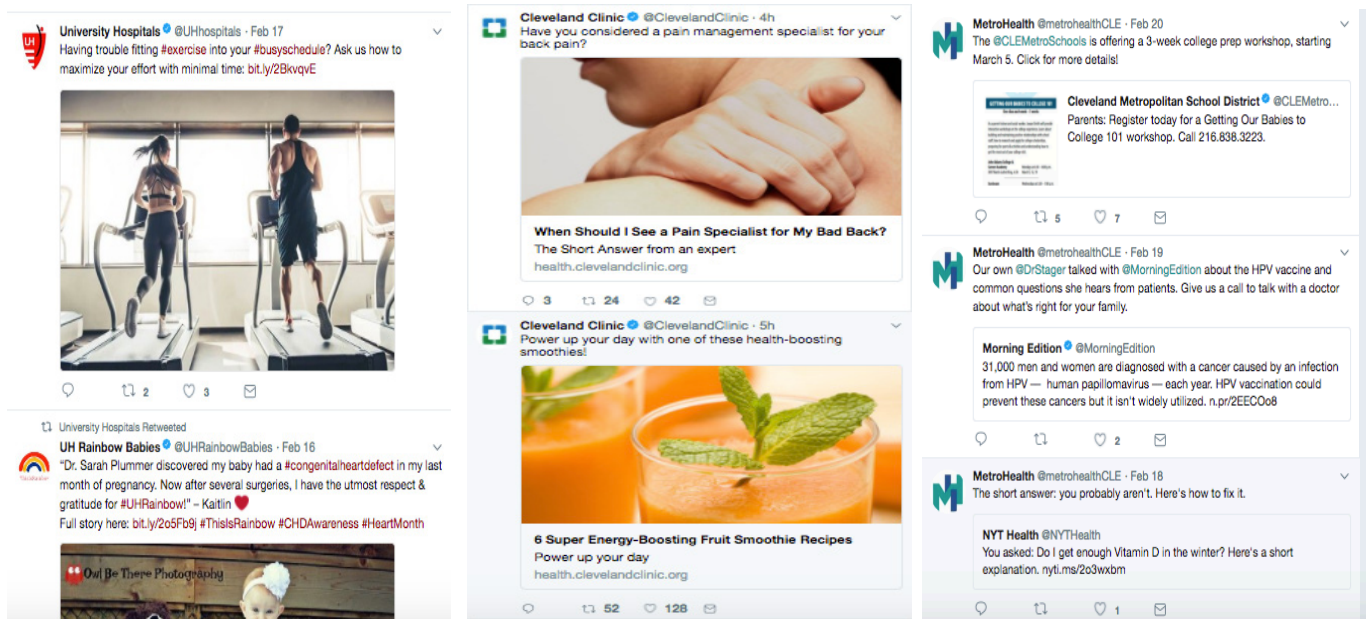 University Hospitals @UHhospitals · Feb 17
Having trouble fitting #exercise into your #busyschedule? Ask us how to
maximize your effort with minimal time: bit.ly/2BkvqvE
UH
2
3
University Hospitals Retweeted
UH Rainbow Babies @UHRainbowBabies · Feb 16
"Dr. Sarah Plummer discovered my baby had a #congenitalheartdefect in my last
month of pregnancy. Now after several surgeries, I have the utmost respect &
gratitude for #UHRainbow!" – Kaitlin ❤
Full story here: bit.ly/2o5Fb9j #ThisIsRainbow #CHDAwareness #HeartMonth
Owl Be There Photography
Cleveland Clinic @ClevelandClinic · 4h
Have you considered a pain management specialist for your
back pain?
When Should I See a Pain Specialist for My Bad Back?
The Short Answer from an expert
health.clevelandclinic.org
3 24 42
Cleveland Clinic @ClevelandClinic · 5h
Power up your day with one of these health-boosting
smoothies!
6 Super Energy-Boosting Fruit Smoothie Recipes
Power up your day
health.clevelandclinic.org
52 128
MetroHealth @metrohealthCLE · Feb 20
The @CLEMetroSchools is offering a 3-week college prep workshop, starting
March 5. Click for more details!
GETTING OUR BABIES TO COLLEGE 101
Cleveland Metropolitan School District @CLEMetro...
Parents: Register today for a Getting Our Babies to
College 101 workshop. Call 216.838.3223.
5 7
MetroHealth @metrohealthCLE · Feb 19
Our own @DrStager talked with @MorningEdition about the HPV vaccine and
common questions she hears from patients. Give us a call to talk with a doctor
about what's right for your family.
Morning Edition @MorningEdition
31,000 men and women are diagnosed with a cancer caused by an infection
from HPV — human papillomavirus — each year. HPV vaccination could
prevent these cancers but it isn't widely utilized. n.pr/2EECOo8
2
MetroHealth @metrohealthCLE · Feb 18
The short answer: you probably aren't. Here's how to fix it.
NYT Health @NYTHealth
You asked: Do I get enough Vitamin D in the winter? Here's a short
explanation. nyti.ms/2o3wxbm
1